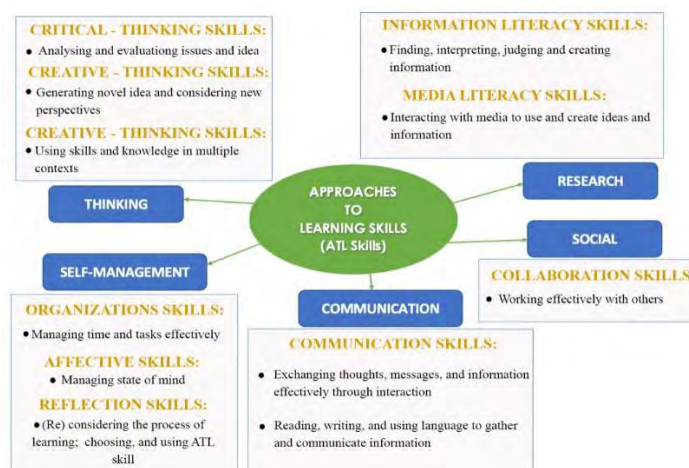 CRITICAL - THINKING SKILLS:
● Analysing and evaluationg issues and idea
CREATIVE - THINKING SKILLS:
● Generating novel idea and considering new
perspectives
CREATIVE - THINKING SKILLS:
● Using skills and knowledge in multiple
contexts
THINKING
INFORMATION LITERACY SKILLS:
● Finding, interpreting, judging and creating
information
MEDIA LITERACY SKILLS:
● Interacting with media to use and create ideas and
information
RESEARCH
APPROACHES
TO
LEARNING SKILLS
(ATL Skills)
SOCIAL
COLLABORATION SKILLS
● Working effectively with others
SELF-MANAGEMENT
ORGANIZATIONS SKILLS:
● Managing time and tasks effectively
AFFECTIVE SKILLS:
● Managing state of mind
REFLECTION SKILLS:
● (Re) considering the process of
learning; choosing, and using ATL
skill
COMMUNICATION
COMMUNICATION SKILLS:
● Exchanging thoughts, messages, and information
effectively through interaction
● Reading, writing, and using language to gather
and communicate information